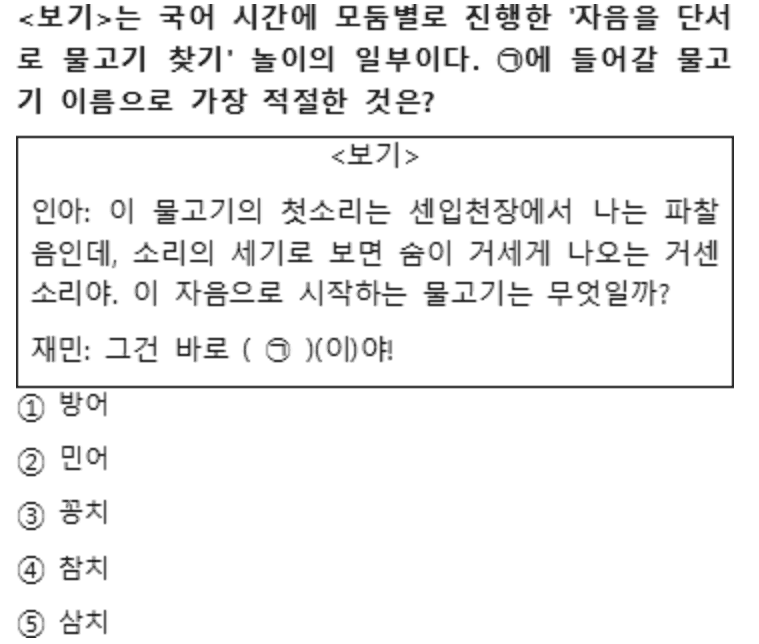 <보기>는 국어 시간에 모둠별로 진행한 '자음을 단서
로 물고기 찾기' 놀이의 일부이다. ㉠에 들어갈 물고
기 이름으로 가장 적절한 것은?
<보기>
인아: 이 물고기의 첫소리는 센입천장에서 나는 파찰
음인데, 소리의 세기로 보면 숨이 거세게 나오는 거센
소리야. 이 자음으로 시작하는 물고기는 무엇일까?
재민: 그건 바로 ( ㉠ )(이)야!
① 방어
② 민어
③ 꽁치
④ 참치
⑤ 삼치